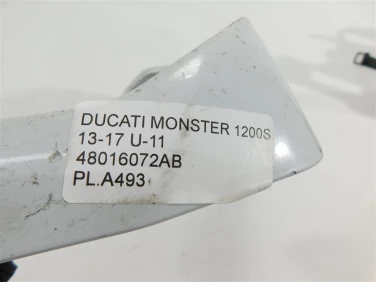 DUCATI MONSTER 1200S
13-17 U-11
48016072AB
PL.A493